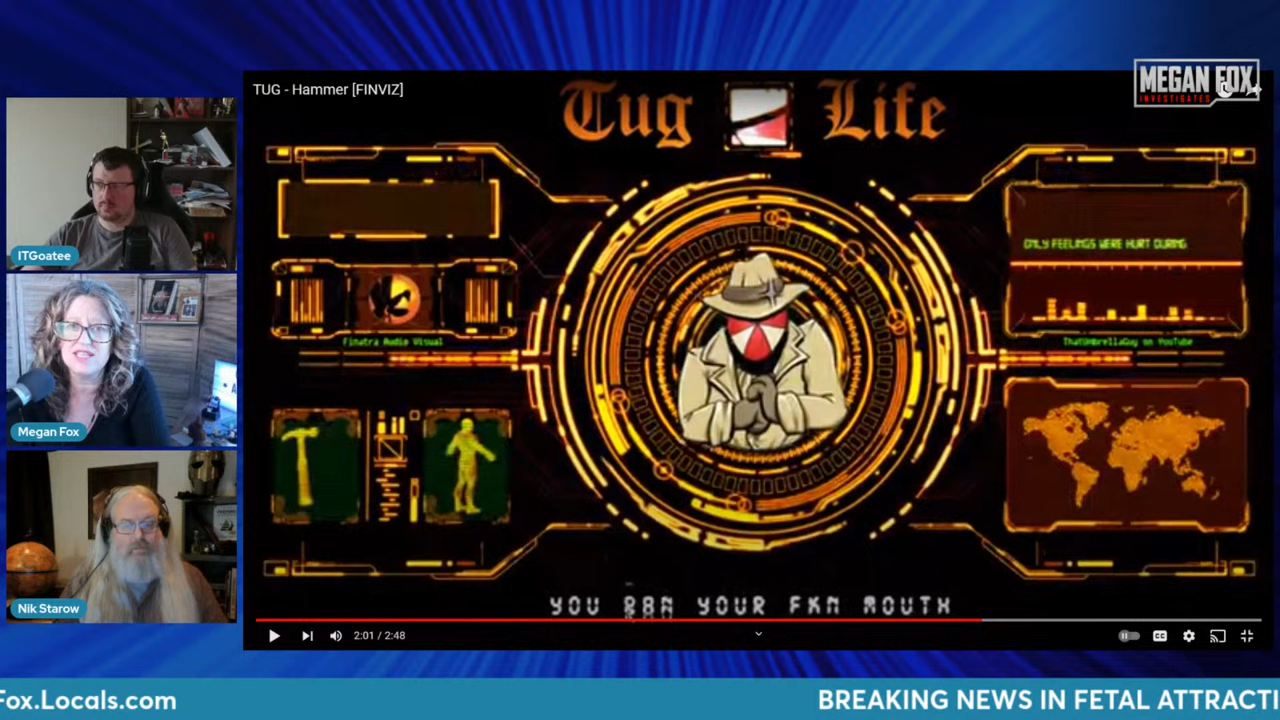 TUG - Hammer [FINVIZ]
Tug Life
MEGAN FOX
INVESTIGATES
ITGoatee
Megan Fox
Nik Starow
ONLY FEELINGS WERE HURT DURING
Finatra Audio Visual
ThatUmbrellaGuy on YouTube
YOU RAN YOUR FKN MOUTH
2:01 / 2:48
CC
Fox.Locals.com
BREAKING NEWS IN FETAL ATTRACTI